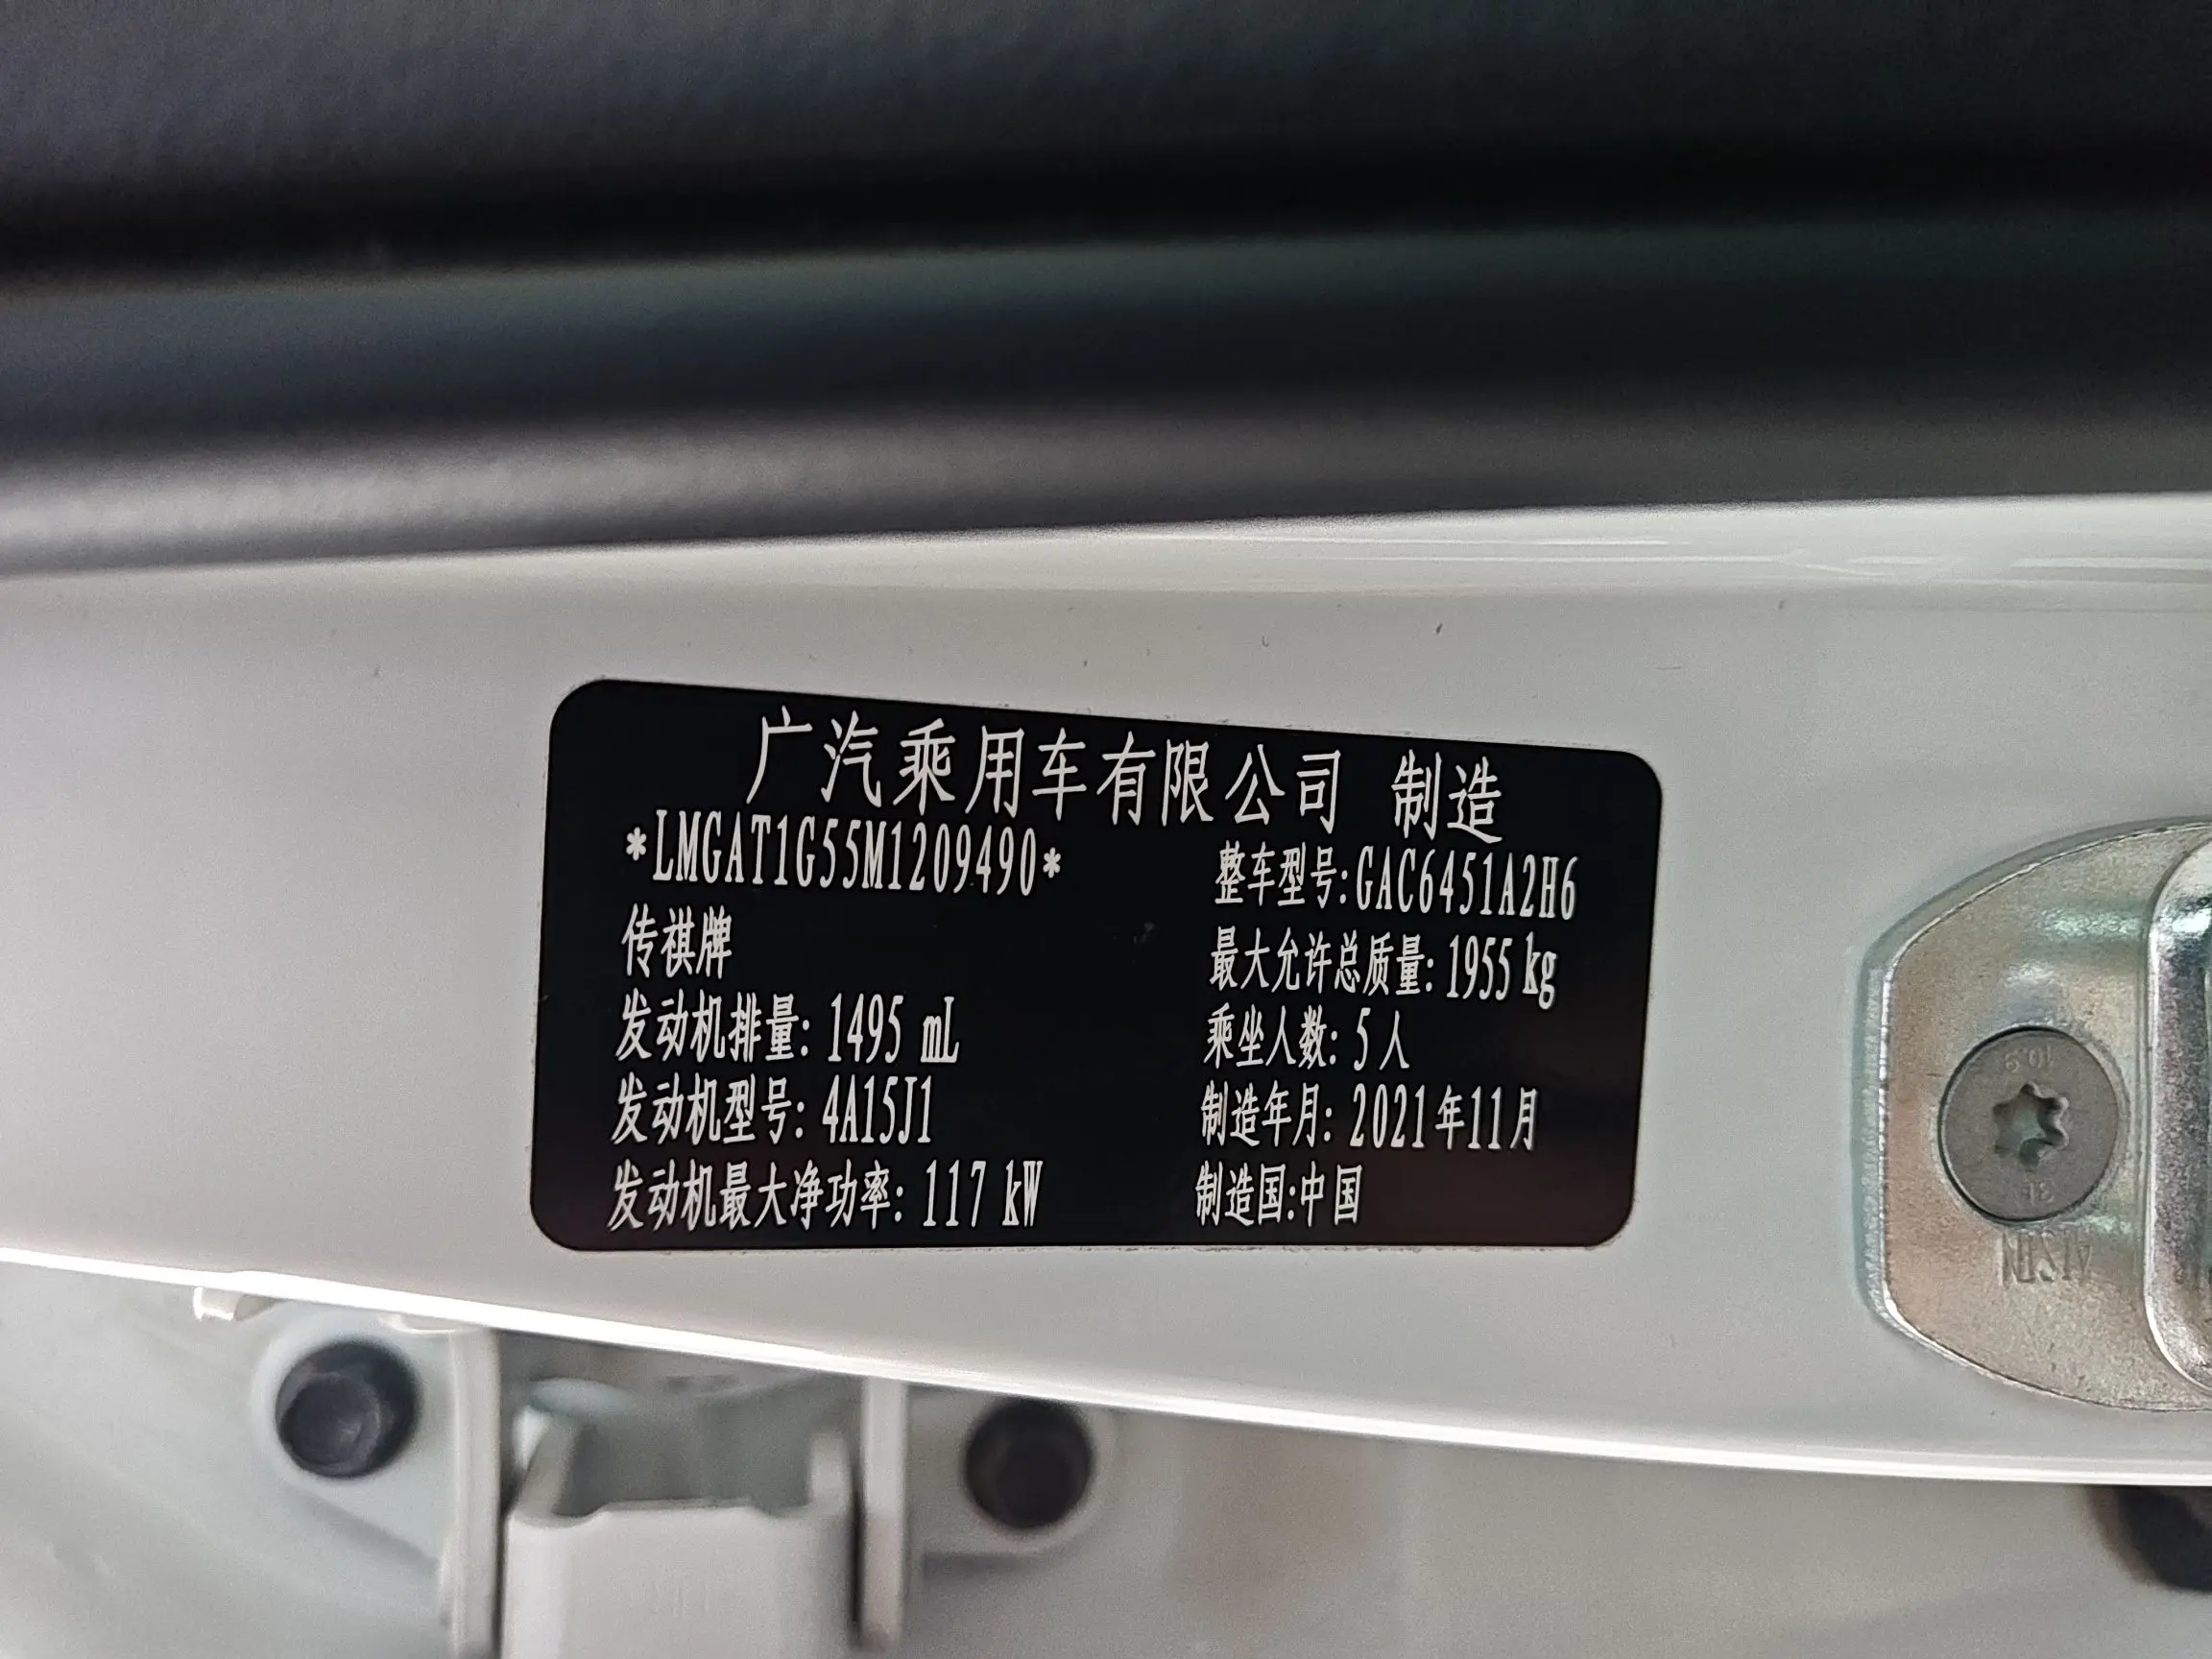 广汽乘用车有限公司 制造
*LMGAT1G55M1209490*
整车型号:GAC6451A2H6
传祺牌
最大允许总质量: 1955 kg
发动机排量: 1495 mL
乘坐人数: 5人
发动机型号: 4A15J1
制造年月: 2021年11月
发动机最大净功率: 117 kW
制造国:中国
10.9
AISIN